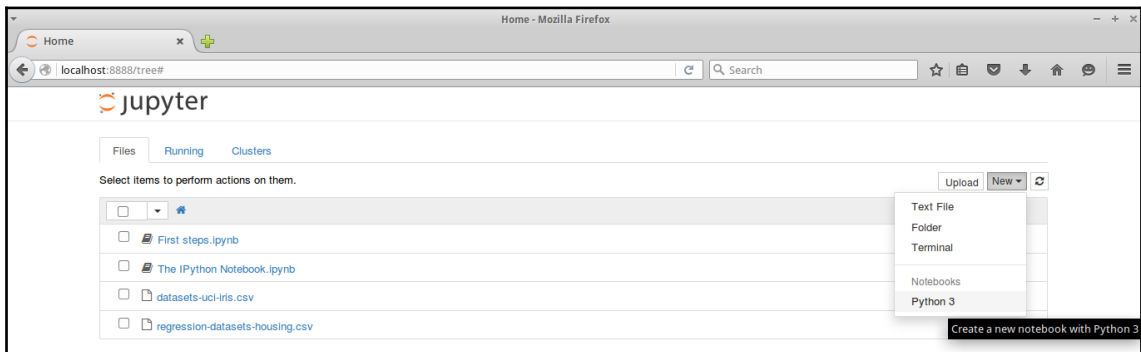 Home - Mozilla Firefox
Home
localhost:8888/tree#
Search
jupyter
Files Running Clusters
Select items to perform actions on them.
Upload New
Text File
Folder
Terminal
Notebooks
Python 3
Create a new notebook with Python 3
First steps.ipynb
The IPython Notebook.ipynb
datasets-uci-iris.csv
regression-datasets-housing.csv